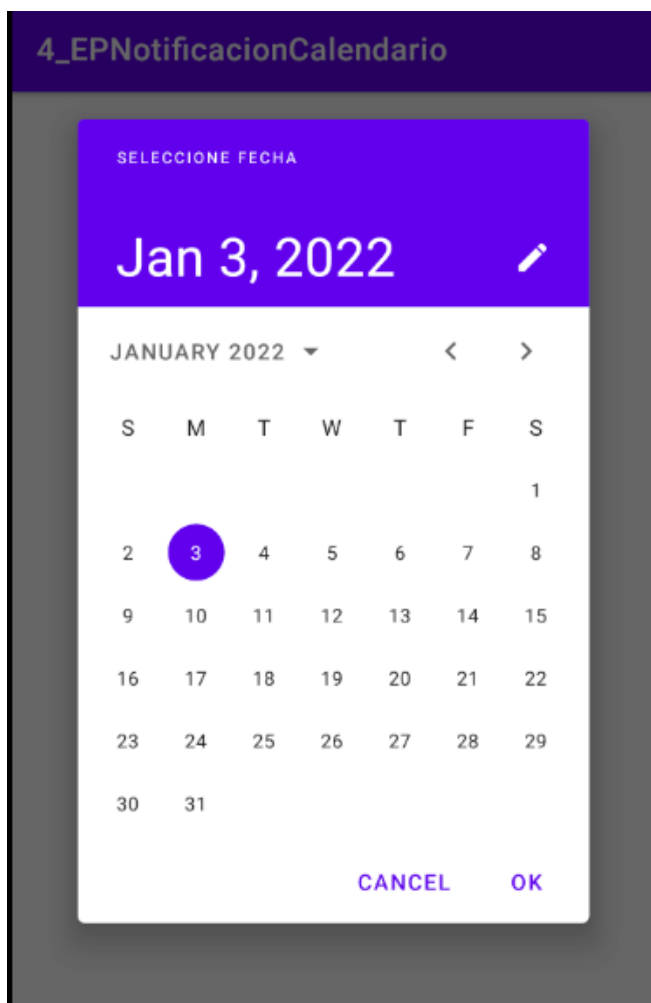 4_EPNotificacionCalendario
SELECCIONE FECHA
Jan 3, 2022
JANUARY 2022
S M T W T F S
1
2 3 4 5 6 7 8
9 10 11 12 13 14 15
16 17 18 19 20 21 22
23 24 25 26 27 28 29
30 31
CANCEL OK